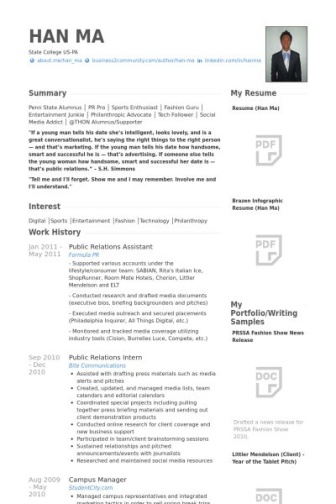 HAN MA
State College US-PA
about.me/han_ma business2community.com/author/han-ma linkedin.com/in/hanma
Summary
Penn State Alumnus | PR Pro | Sports Enthusiast | Fashion Guru |
Entertainment Junkie | Philanthropic Advocate | Tech Follower | Social
Media Addict | @THON Alumnus/Supporter
"If a young man tells his date she's intelligent, looks lovely, and is a
great conversationalist, he's saying the right things to the right person
— and that's marketing. If the young man tells his date how handsome,
smart and successful he is — that's advertising. If someone else tells
the young woman how handsome, smart and successful her date is —
that's public relations." – S.H. Simmons
"Tell me and I'll forget. Show me and I may remember. Involve me and
I'll understand."
Interest
Digital |Sports |Entertainment |Fashion |Technology |Philanthropy
Work History
Jan 2011 -
May 2011
Public Relations Assistant
Formula PR
- Supported various accounts under the
lifestyle/consumer team: SABIAN, Rita's Italian Ice,
ShopRunner, Room Mate Hotels, Cherion, Littler
Mendelson and ELT
- Conducted research and drafted media documents
(executive bios, briefing backgrounders and pitches)
- Executed media outreach and secured placements
(Philadelphia Inquirer, All Things Digital, etc.)
- Monitored and tracked media coverage utilizing
industry tools (Cision, Burrelles Luce, Compete, etc.)
Sep 2010
- Dec
2010
Public Relations Intern
Bite Communications
Assisted with drafting press materials such as media
alerts and pitches
Created, updated, and managed media lists, team
calendars and editorial calendars
Coordinated special projects including pulling
together press briefing materials and sending out
client demonstration products
Conducted online research for client coverage and
new business support
Participated in team/client brainstorming sessions
Sustained relationships and pitched
announcements/events with journalists
Researched and maintained social media resources
Aug 2009
- May
2010
Campus Manager
StudentCity.com
Managed campus representatives and integrated
My Resume
Resume (Han Ma)
PDF
Brazen Infographic
Resume (Han Ma)
PDF
My
Portfolio/Writing
Samples
PRSSA Fashion Show News
Release
DOC
Drafted a news release for
PRSSA Fashion Show
2010.
Littler Mendelson (Client) -
Year of the Tablet Pitch)
DOC